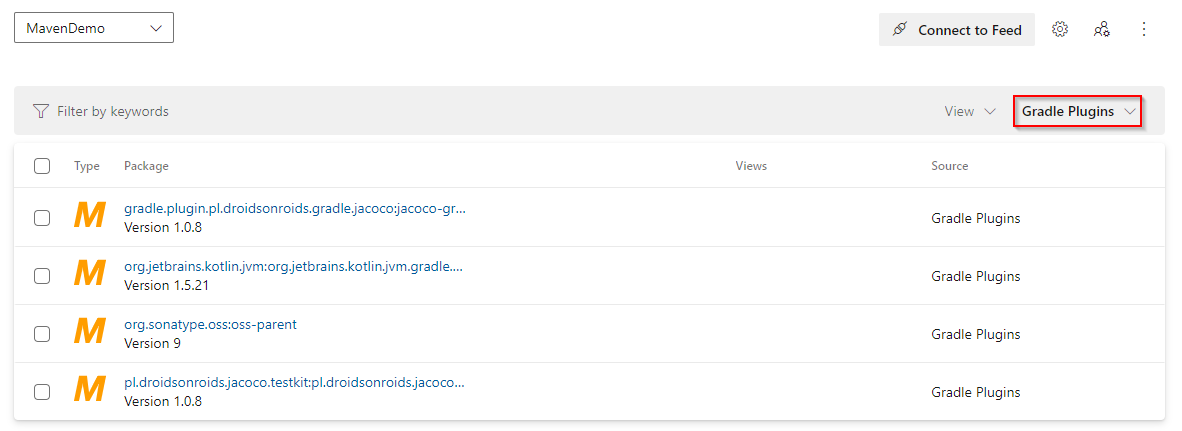 MavenDemo
Connect to Feed
Filter by keywords
View
Gradle Plugins
Type Package Views Source
M gradle.plugin.pl.droidsonroids.gradle.jacoco:jacoco-gr...
Version 1.0.8
Gradle Plugins
M org.jetbrains.kotlin.jvm:org.jetbrains.kotlin.jvm.gradle....
Version 1.5.21
Gradle Plugins
M org.sonatype.oss:oss-parent
Version 9
Gradle Plugins
M pl.droidsonroids.jacoco.testkit:pl.droidsonroids.jacoco...
Version 1.0.8
Gradle Plugins